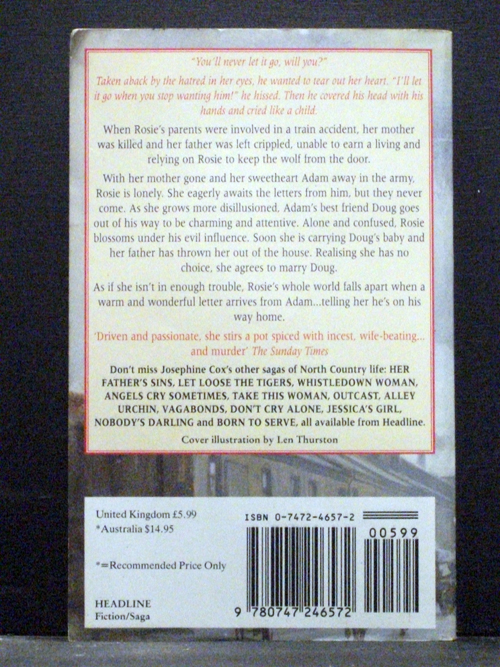 "You'll never let it go, will you?"
Taken aback by the hatred in her eyes, he wanted to tear out her heart. "I'll let
it go when you stop wanting him!" he hissed. Then he covered his head with his
hands and cried like a child.
When Rosie's parents were involved in a train accident, her mother
was killed and her father was left crippled, unable to earn a living and
relying on Rosie to keep the wolf from the door.
With her mother gone and her sweetheart Adam away in the army,
Rosie is lonely. She eagerly awaits the letters from him, but they never
come. As she grows more disillusioned, Adam's best friend Doug goes
out of his way to be charming and attentive. Alone and confused, Rosie
blossoms under his evil influence. Soon she is carrying Doug's baby and
her father has thrown her out of the house. Realising she has no
choice, she agrees to marry Doug.
As if she isn't in enough trouble, Rosie's whole world falls apart when a
warm and wonderful letter arrives from Adam...telling her he's on his
way home.
'Driven and passionate, she stirs a pot spiced with incest, wife-beating...
and murder' The Sunday Times
Don't miss Josephine Cox's other sagas of North Country life: HER
FATHER'S SINS, LET LOOSE THE TIGERS, WHISTLEDOWN WOMAN,
ANGELS CRY SOMETIMES, TAKE THIS WOMAN, OUTCAST, ALLEY
URCHIN, VAGABONDS, DON'T CRY ALONE, JESSICA'S GIRL,
NOBODY'S DARLING and BORN TO SERVE, all available from Headline.
Cover illustration by Len Thurston
United Kingdom £5.99
*Australia $14.95
*=Recommended Price Only
HEADLINE
Fiction/Saga
ISBN 0-7472-4657-2
00599
9 780747 246572